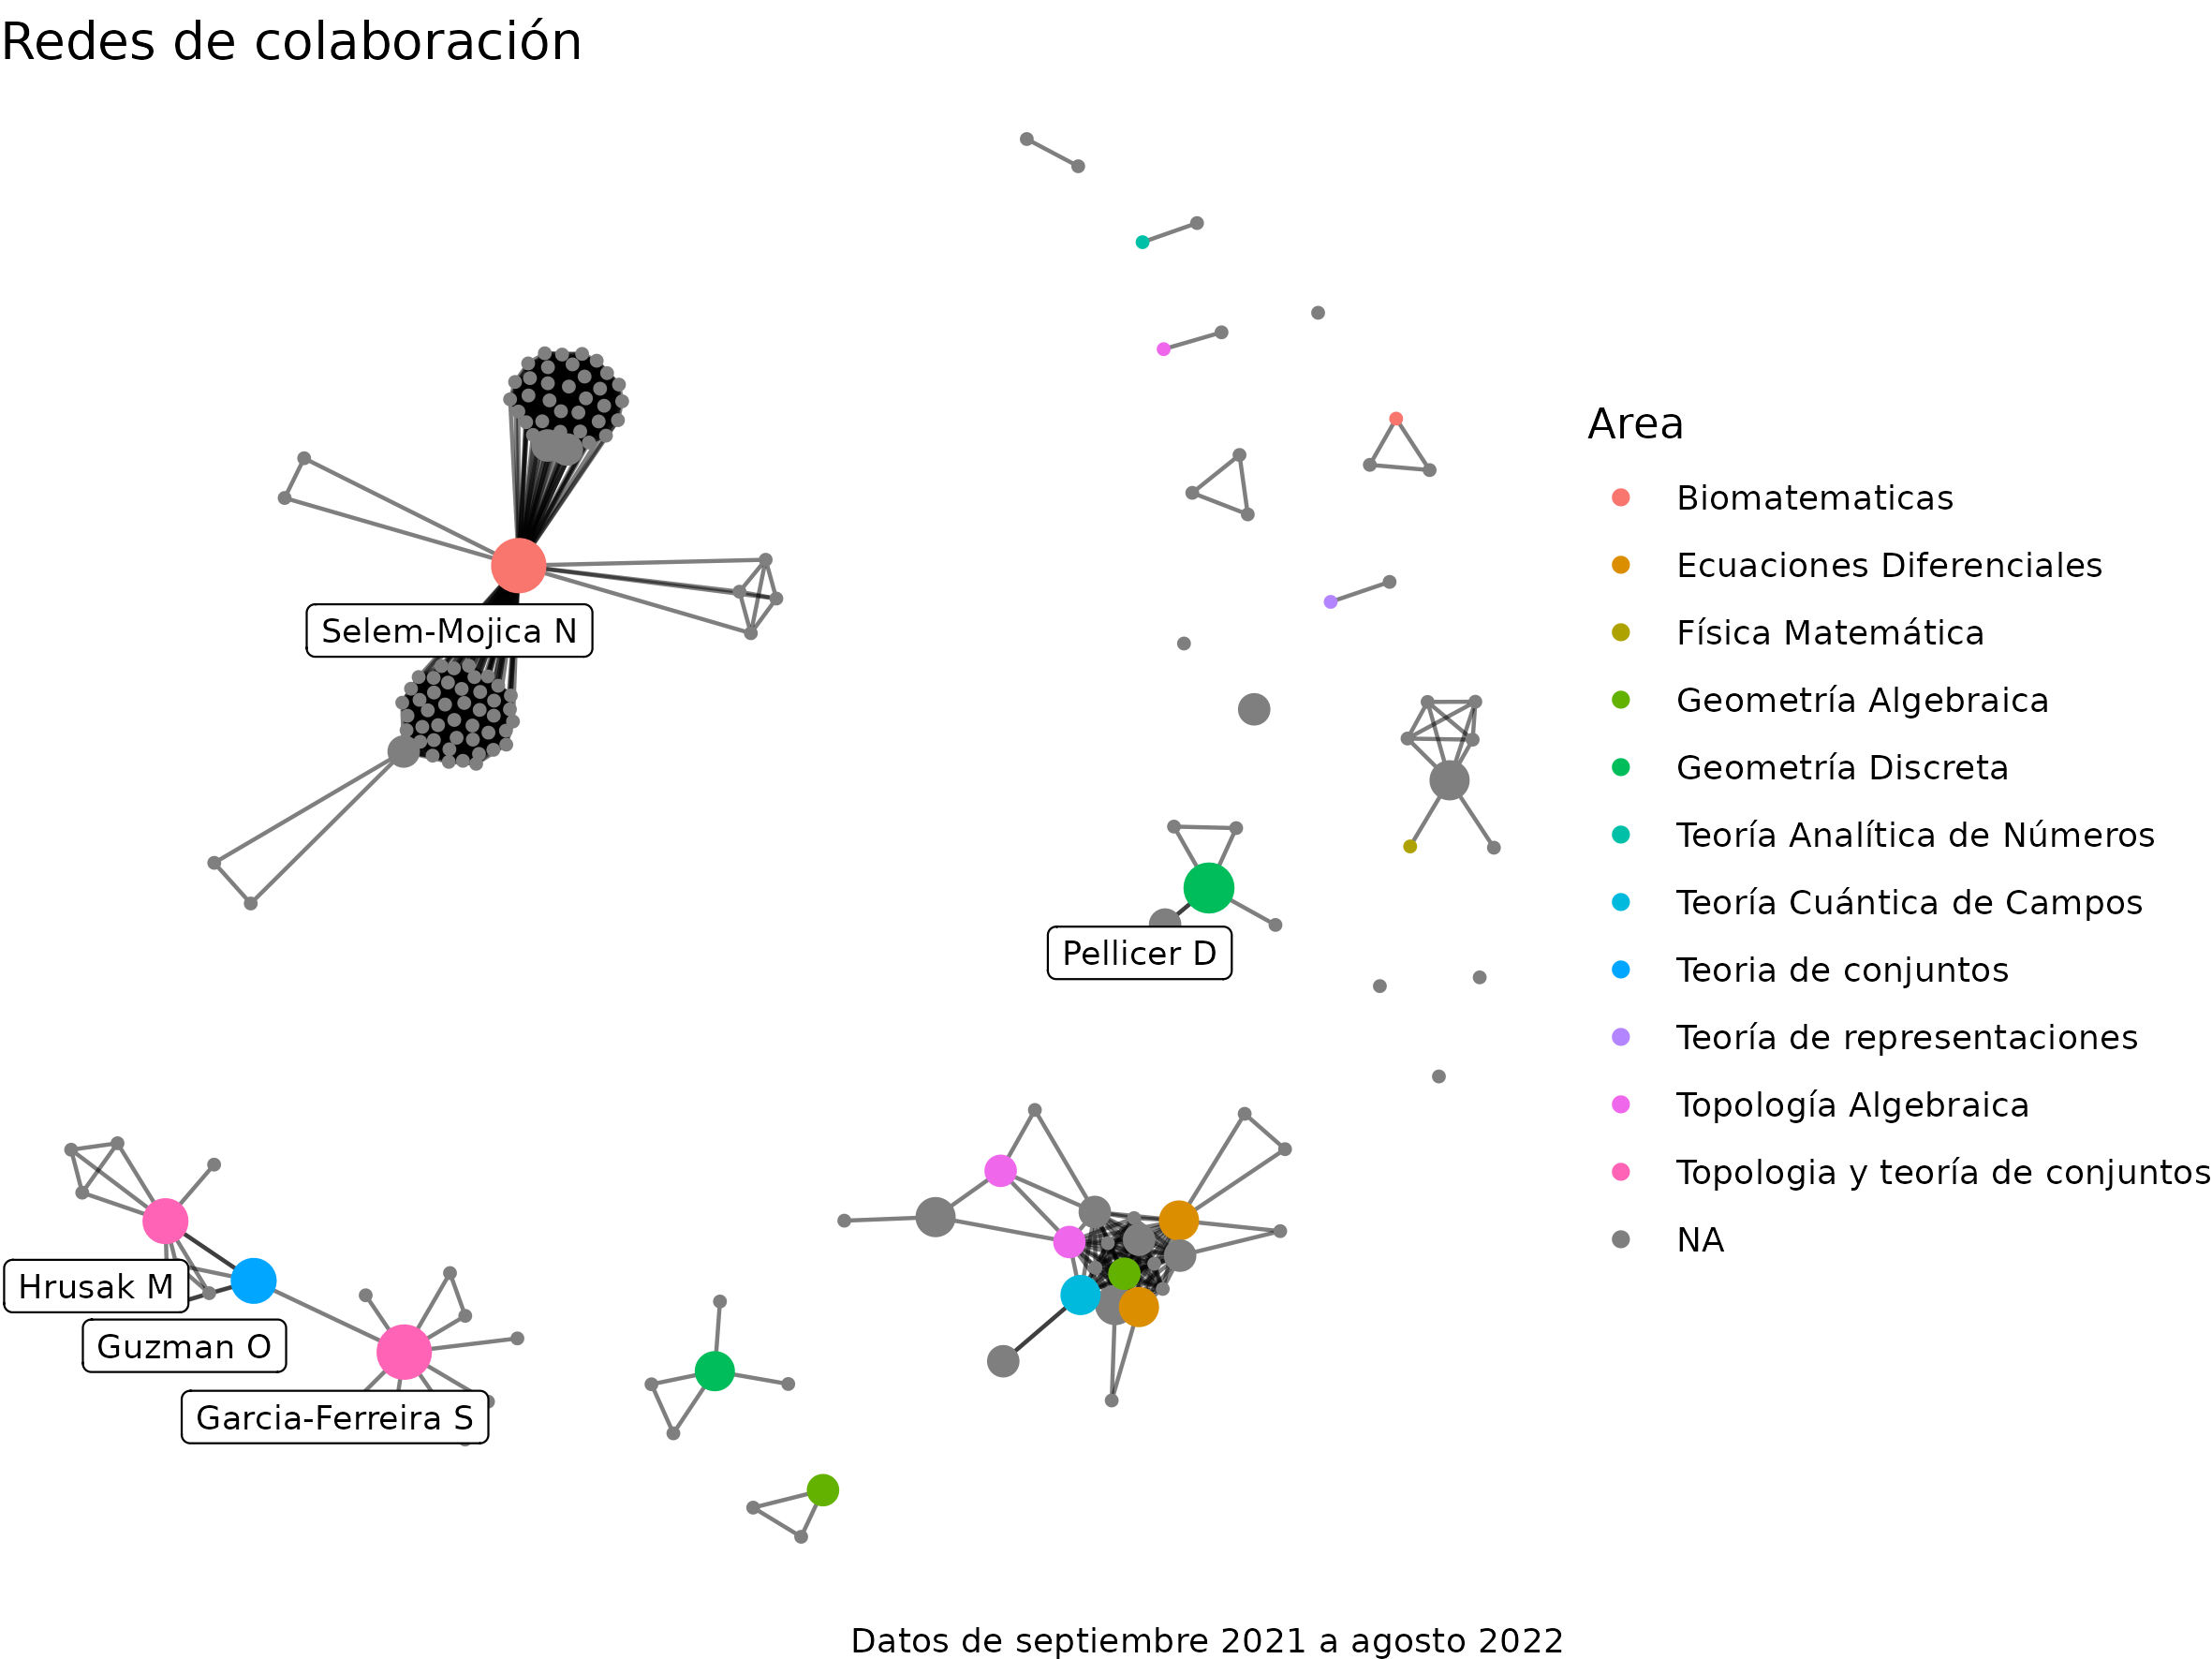 Redes de colaboración
Selem-Mojica N
Pellicer D
Hrusak M
Guzman O
Garcia-Ferreira S
Area
Biomatematicas
Ecuaciones Diferenciales
Física Matemática
Geometría Algebraica
Geometría Discreta
Teoría Analítica de Números
Teoría Cuántica de Campos
Teoria de conjuntos
Teoría de representaciones
Topología Algebraica
Topologia y teoría de conjuntos
NA
Datos de septiembre 2021 a agosto 2022